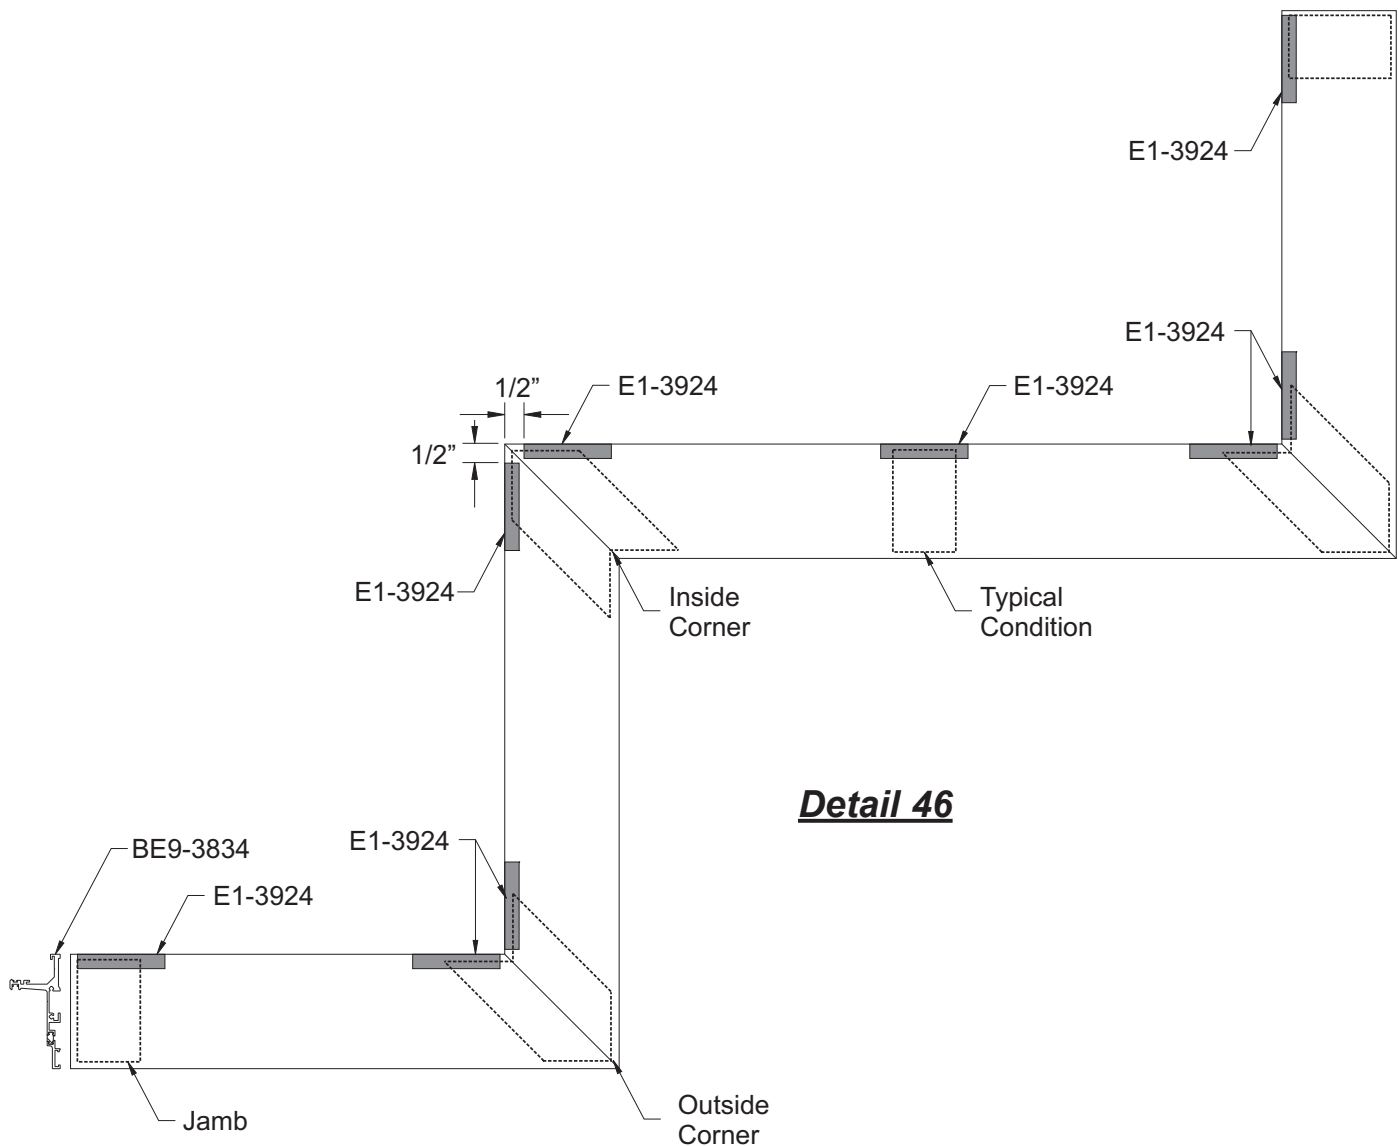 E1-3924
E1-3924
1/2”
E1-3924
E1-3924
1/2”
E1-3924
Inside
Corner
Typical
Condition
Detail 46
E1-3924
BE9-3834
E1-3924
Jamb
Outside
Corner